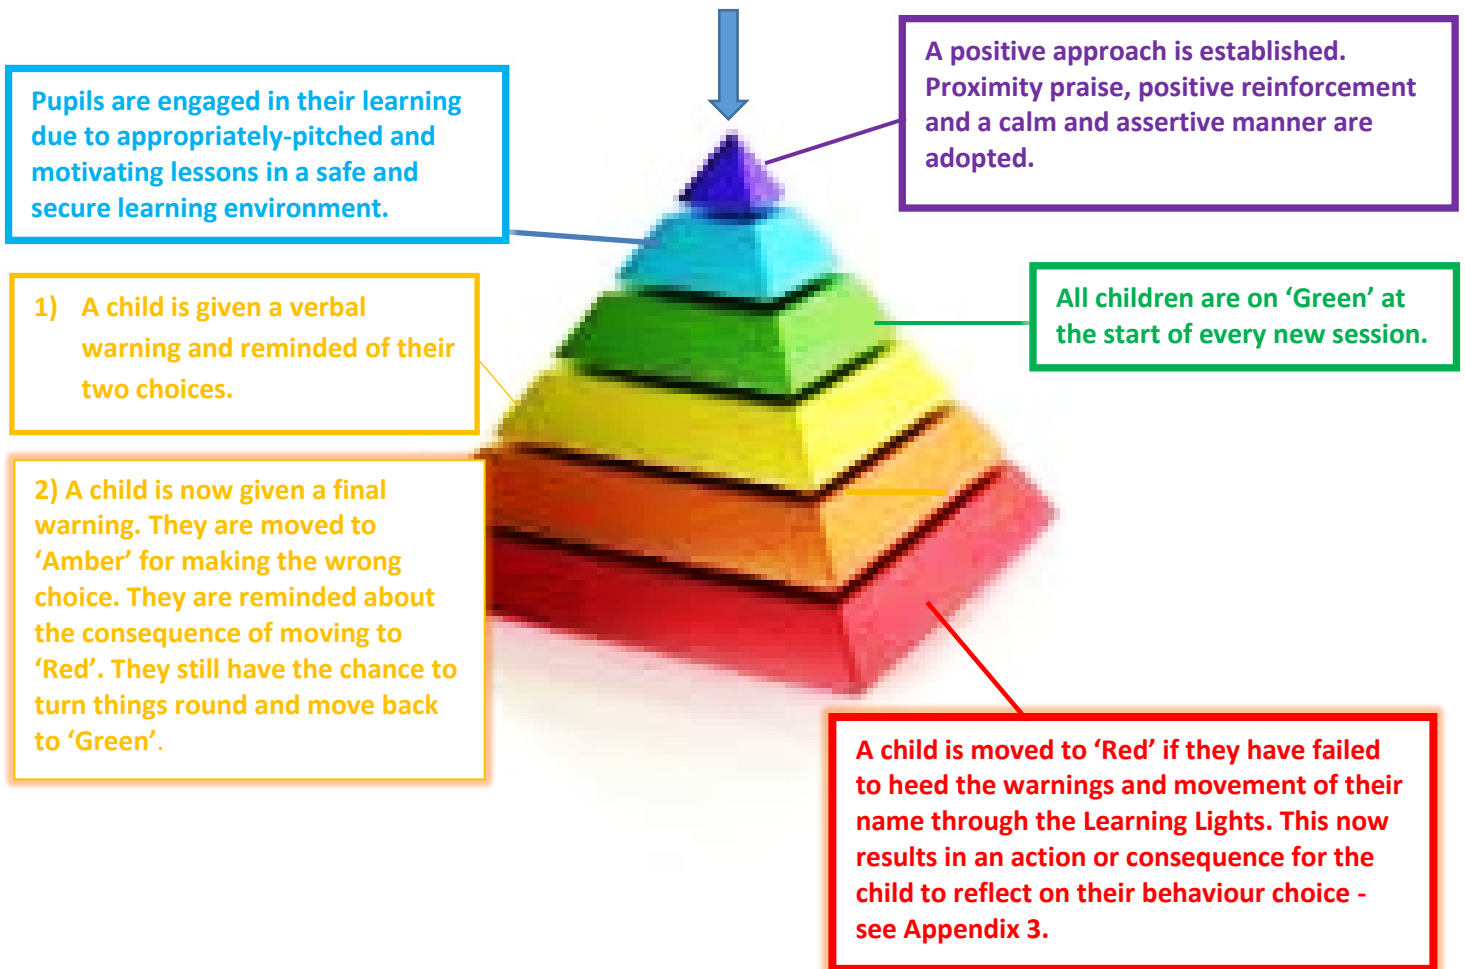 A positive approach is established.
Proximity praise, positive reinforcement
and a calm and assertive manner are
adopted.
Pupils are engaged in their learning
due to appropriately-pitched and
motivating lessons in a safe and
secure learning environment.
All children are on ‘Green’ at
the start of every new session.
1) A child is given a verbal
warning and reminded of their
two choices.
2) A child is now given a final
warning. They are moved to
‘Amber’ for making the wrong
choice. They are reminded about
the consequence of moving to
‘Red’. They still have the chance to
turn things round and move back
to ‘Green’.
A child is moved to ‘Red’ if they have failed
to heed the warnings and movement of their
name through the Learning Lights. This now
results in an action or consequence for the
child to reflect on their behaviour choice -
see Appendix 3.